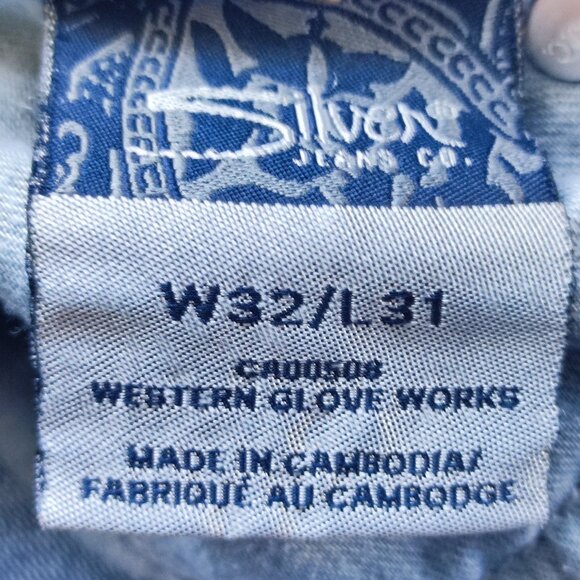 Silver
JEANS CO.
W32/L31
CA00508
WESTERN GLOVE WORKS
MADE IN CAMBODIA/
FABRIQUÉ AU CAMBODGE